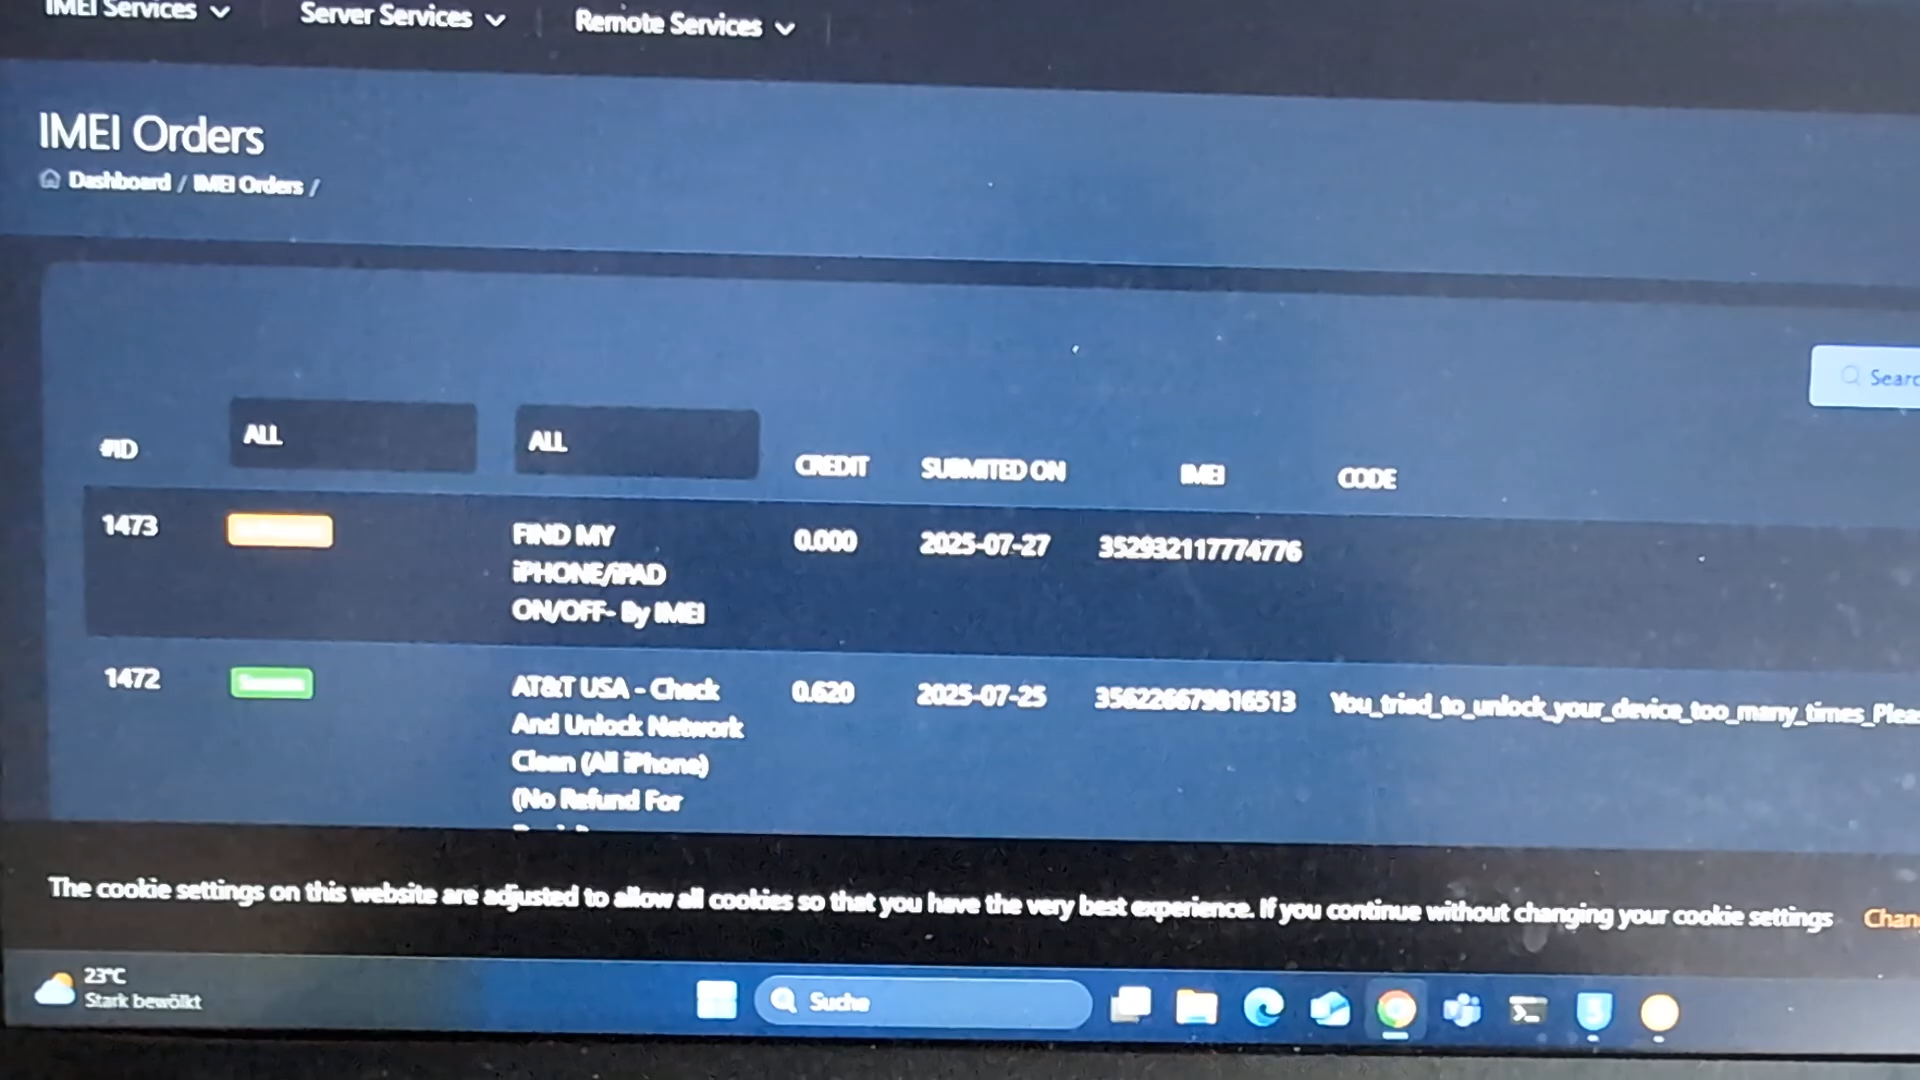 IMEI Services
Server Services
Remote Services
IMEI Orders
Dashboard / IMEI Orders /
Searc
#ID
ALL
ALL
CREDIT
SUBMITED ON
IMEI
CODE
1473
FIND MY
iPHONE/iPAD
ON/OFF- By IMEI
0.000
2025-07-27
352932117774776
1472
Success
AT&T USA - Check
And Unlock Network
Clean (All iPhone)
(No Refund For
0.620
2025-07-25
356226679816513
You_tried_to_unlock_your_device_too_many_times_Pleas
The cookie settings on this website are adjusted to allow all cookies so that you have the very best experience. If you continue without changing your cookie settings
Chan
23°C
Stark bewölkt
Suche